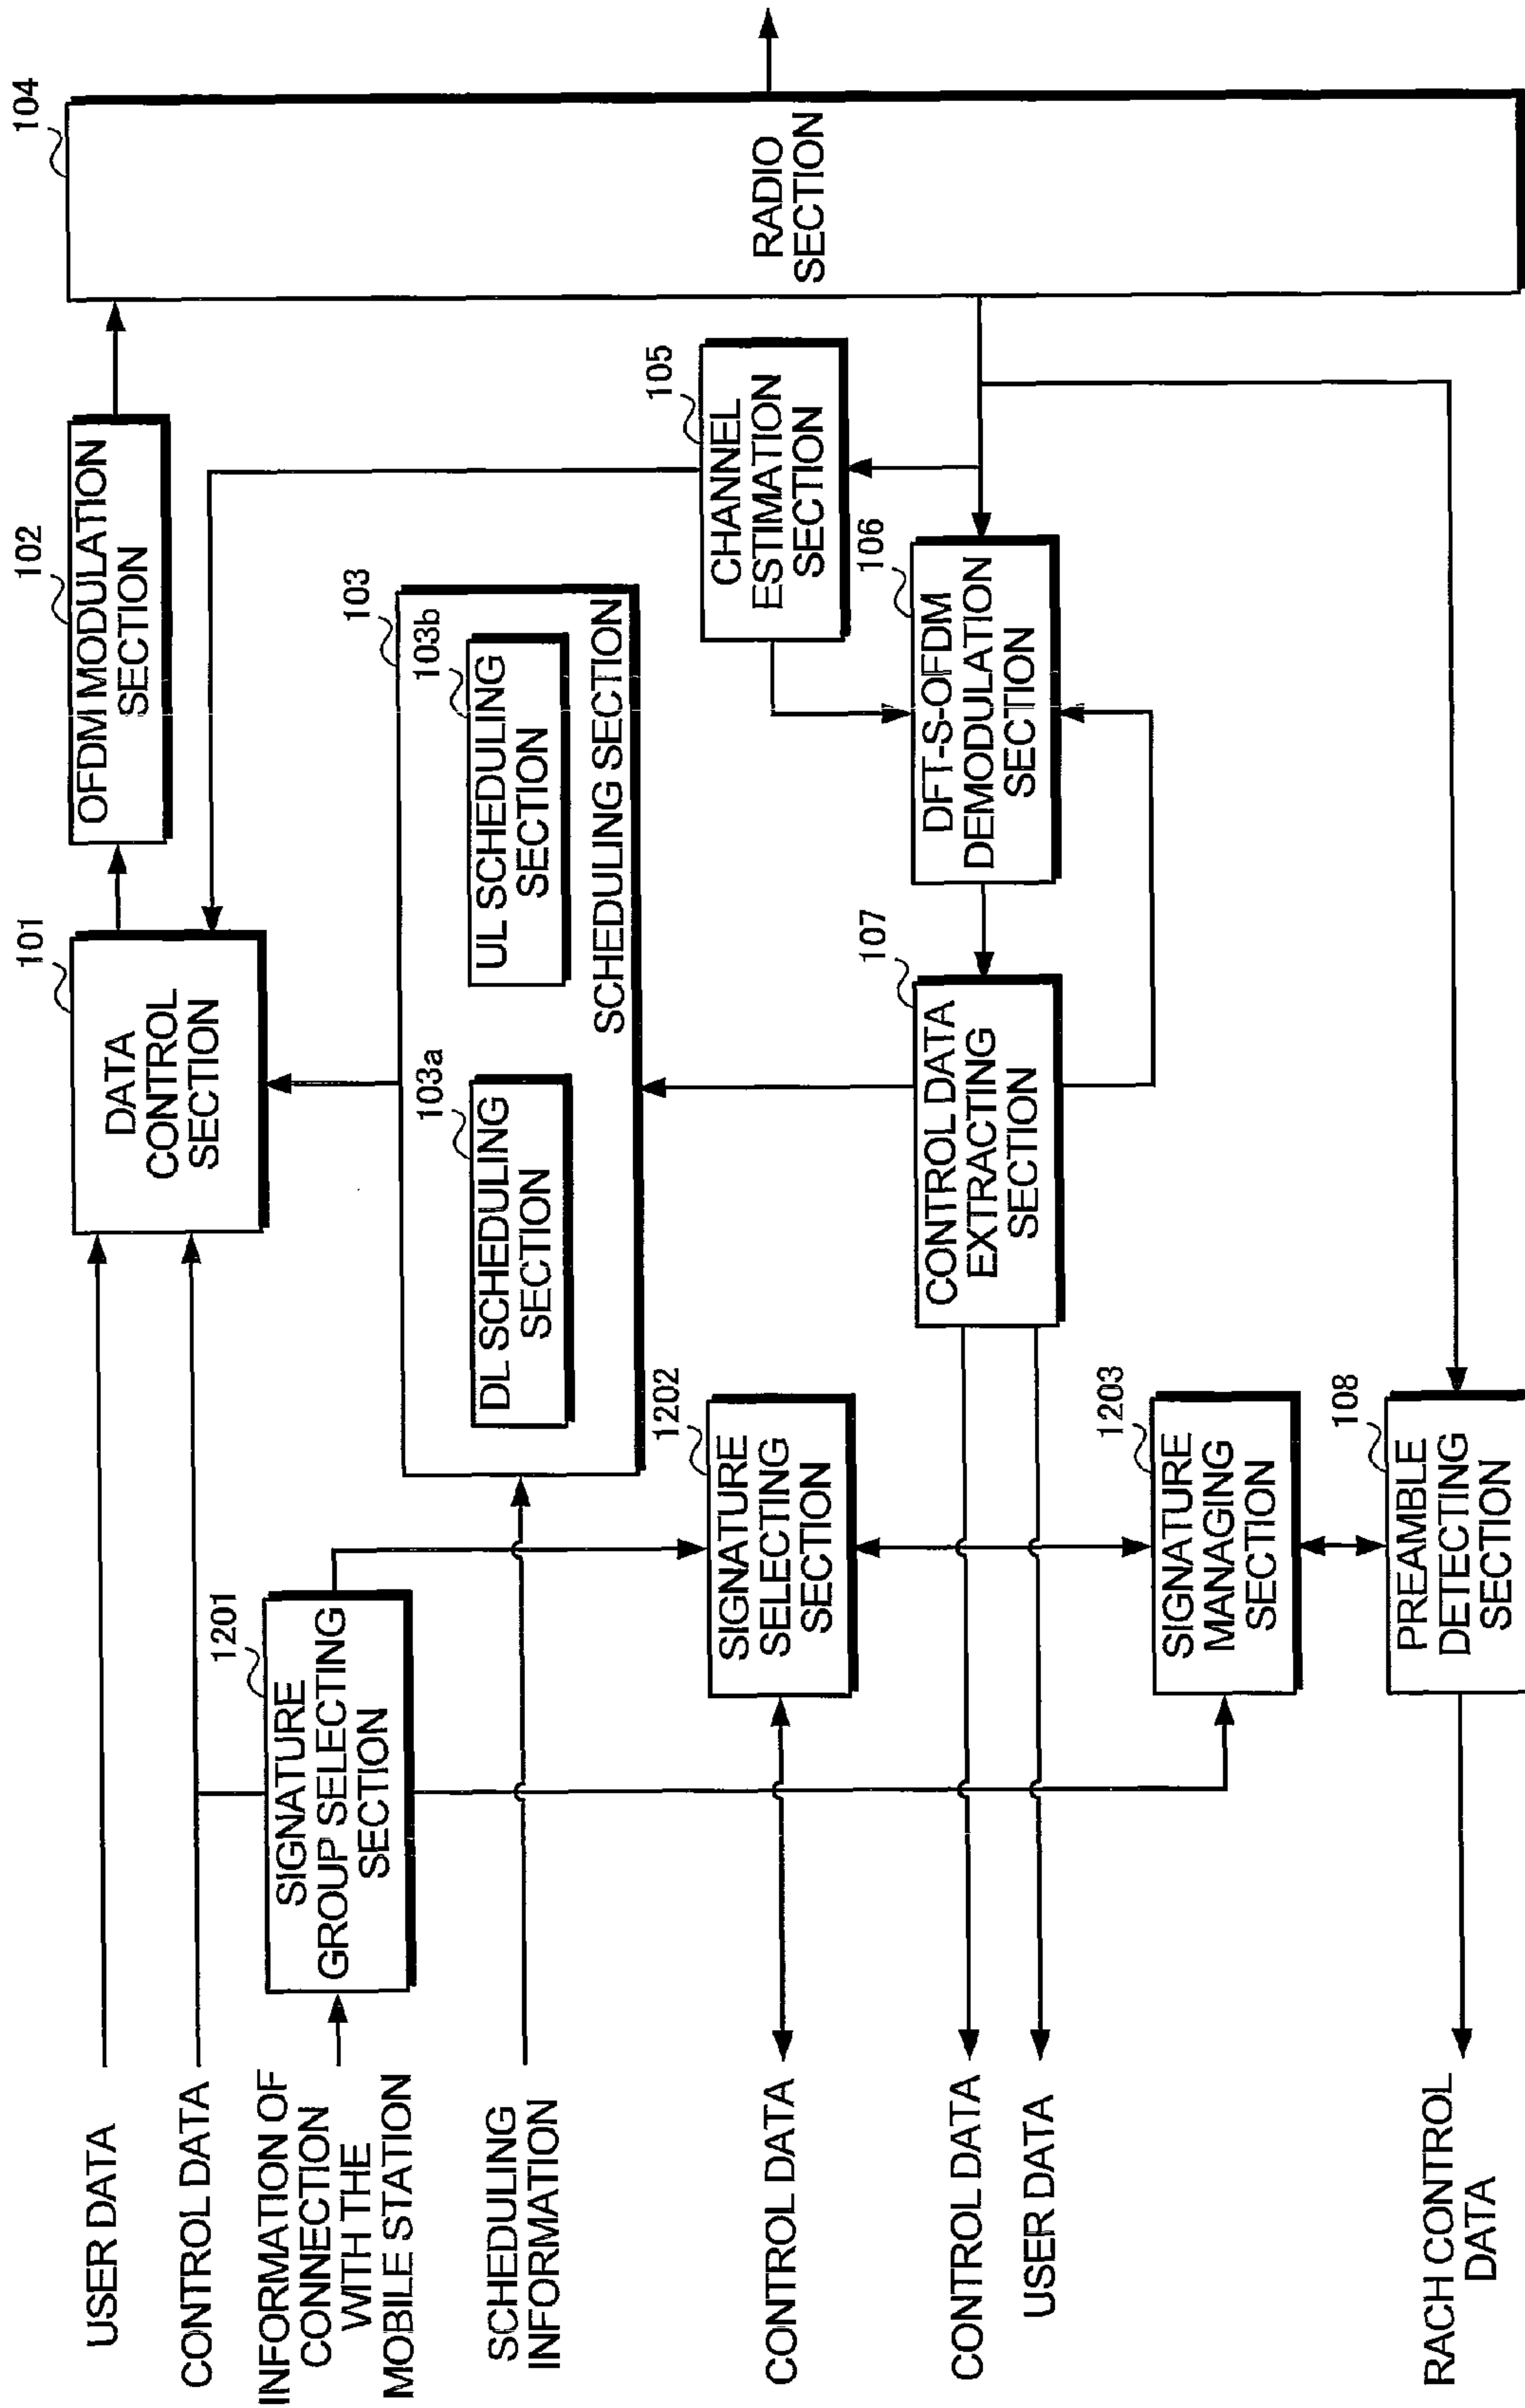 USER DATA
CONTROL DATA
INFORMATION OF
CONNECTION
WITH THE
MOBILE STATION
SCHEDULING
INFORMATION
CONTROL DATA
CONTROL DATA
USER DATA
RACH CONTROL
DATA
1201
SIGNATURE
GROUP SELECTING
SECTION
1202
SIGNATURE
SELECTING
SECTION
1203
SIGNATURE
MANAGING
SECTION
108
PREAMBLE
DETECTING
SECTION
101
DATA
CONTROL
SECTION
103
103a
DL SCHEDULING
SECTION
103b
UL SCHEDULING
SECTION
SCHEDULING SECTION
107
CONTROL DATA
EXTRACTING
SECTION
102
OFDM MODULATION
SECTION
105
CHANNEL
ESTIMATION
SECTION
106
DFT-S-OFDM
DEMODULATION
SECTION
104
RADIO
SECTION